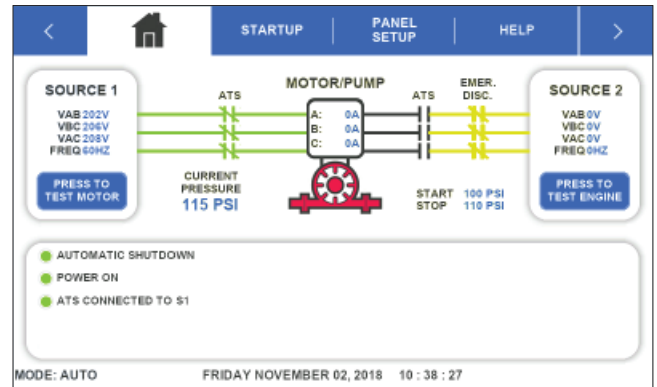 STARTUP
PANEL
SETUP
HELP
SOURCE 1
VAB 202V
VBC 206V
VAC 208V
FREQ 60HZ
PRESS TO
TEST MOTOR
ATS
MOTOR/PUMP
A: 0A
B: 0A
C: 0A
CURRENT
PRESSURE
115 PSI
ATS
EMER.
DISC.
START 100 PSI
STOP 110 PSI
SOURCE 2
VAB 0V
VBC 0V
VAC 0V
FREQ 0HZ
PRESS TO
TEST ENGINE
AUTOMATIC SHUTDOWN
POWER ON
ATS CONNECTED TO S1
MODE: AUTO
FRIDAY NOVEMBER 02, 2018 10 : 38 : 27